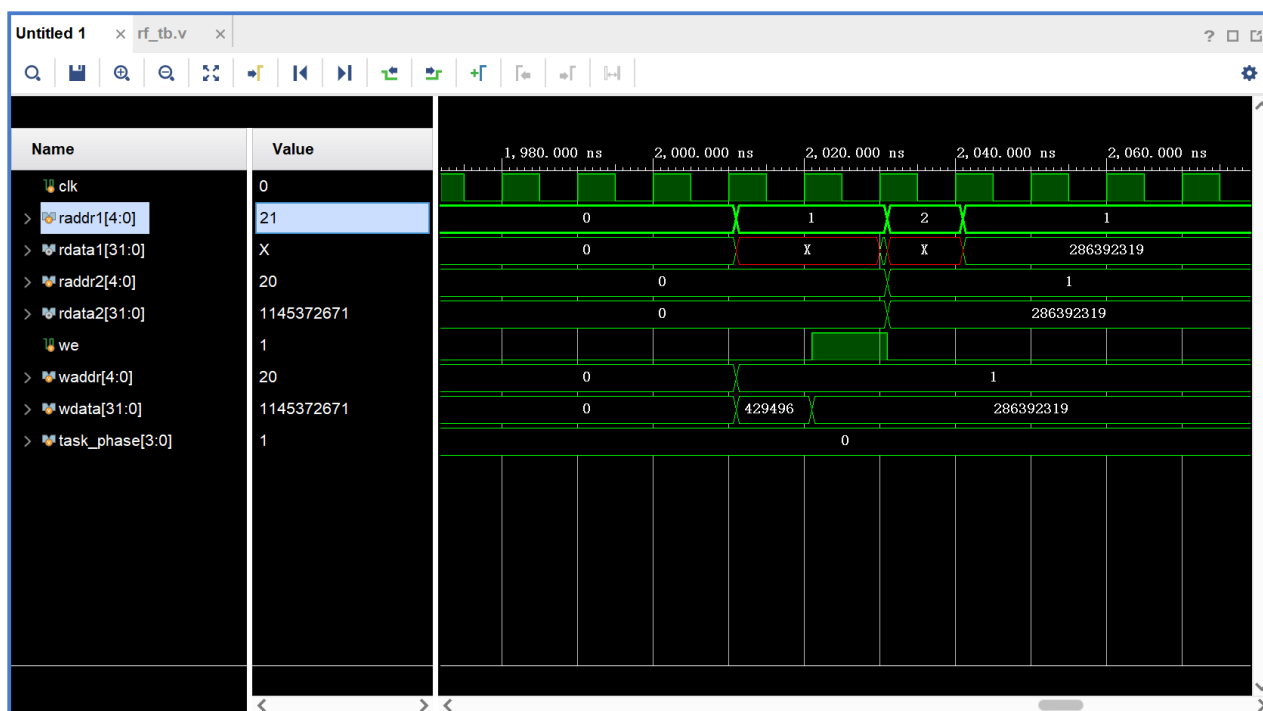 Untitled 1 × rf_tb.v ×
?
Name Value
1,980.000 ns 2,000.000 ns 2,020.000 ns 2,040.000 ns 2,060.000 ns
clk 0
raddr1[4:0] 21 0 1 2 1
rdata1[31:0] X 0 X X 286392319
raddr2[4:0] 20 0 1
rdata2[31:0] 1145372671 0 286392319
we 1
waddr[4:0] 20 0 1
wdata[31:0] 1145372671 0 429496 286392319
task_phase[3:0] 1 0